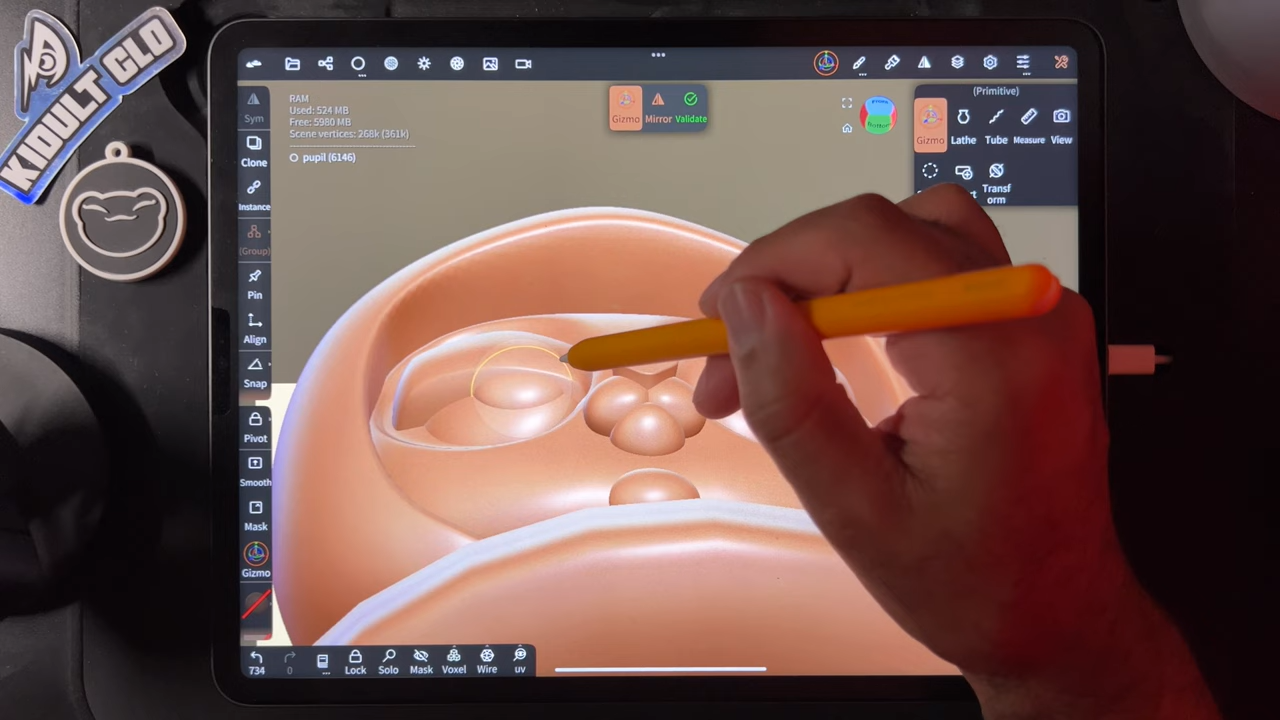 KIDULT CLO
RAM
Used: 524 MB
Free: 5980 MB
Scene vertices: 268k (361k)
pupil (6146)
Gizmo
Mirror
Validate
(Primitive)
Gizmo
Lathe
Tube
Measure
View
Transf
orm
Sym
Clone
Instance
(Group)
Pin
Align
Snap
Pivot
Smooth
Mask
Gizmo
734
0
Lock
Solo
Mask
Voxel
Wire
uv